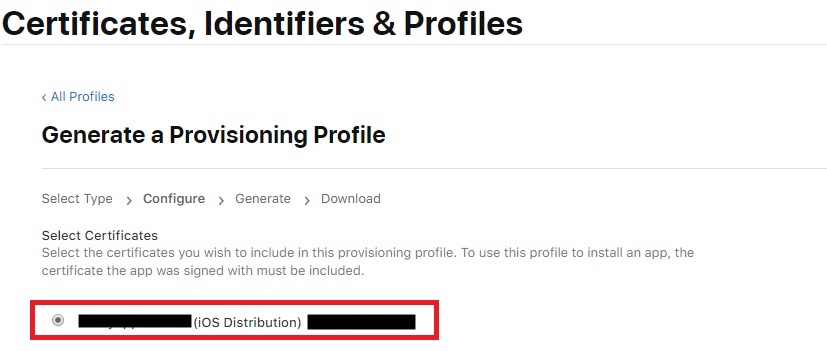 Certificates, Identifiers & Profiles
‹ All Profiles
Generate a Provisioning Profile
Select Type › Configure › Generate › Download
Select Certificates
Select the certificates you wish to include in this provisioning profile. To use this profile to install an app, the
certificate the app was signed with must be included.
(iOS Distribution)